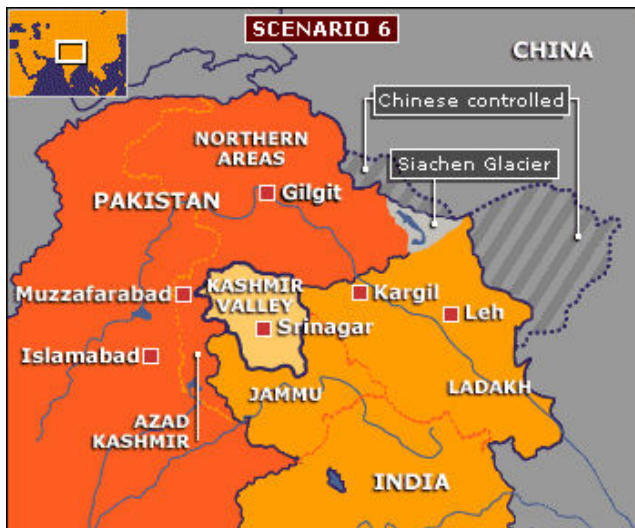 SCENARIO 6
CHINA
Chinese controlled
NORTHERN
AREAS
Siachen Glacier
PAKISTAN
Gilgit
Muzzafarabad
KASHMIR
VALLEY
Kargil
Srinagar
Leh
Islamabad
JAMMU
LADAKH
AZAD
KASHMIR
INDIA